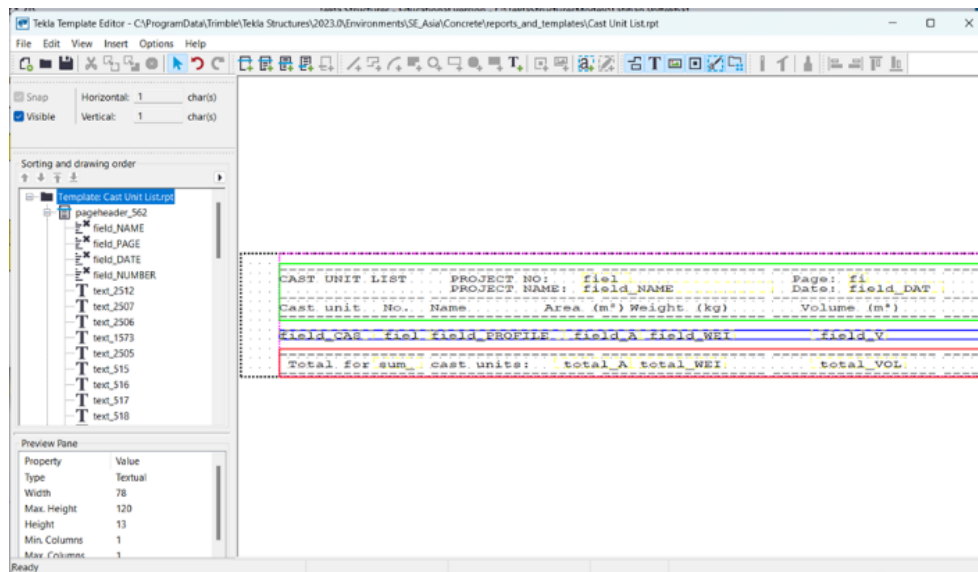 Tekla Template Editor - C:\ProgramData\Trimble\Tekla Structures\2023.0\Environments\SE_Asia\Concrete\reports_and_templates\Cast Unit List.rpt
File Edit View Insert Options Help
Snap Horizontal: 1 char(s)
Visible Vertical: 1 char(s)
Sorting and drawing order
Template: Cast Unit List.rpt
pageheader_562
field_NAME
field_PAGE
field_DATE
field_NUMBER
text_2512
text_2507
text_2506
text_1573
text_2505
text_515
text_516
text_517
text_518
CAST UNIT LIST PROJECT NO: fiel Page: fi
PROJECT NAME: field_NAME Date: field_DAT
Cast unit No. Name Area (m²) Weight (kg) Volume (m³)
field_CAS fiel field_PROFILE field_A field_WEI field_V
Total for sum_ cast units: total_A total_WEI total_VOL
Preview Pane
Property Value
Type Textual
Width 78
Max. Height 120
Height 13
Min. Columns 1
Max. Columns 1
Ready